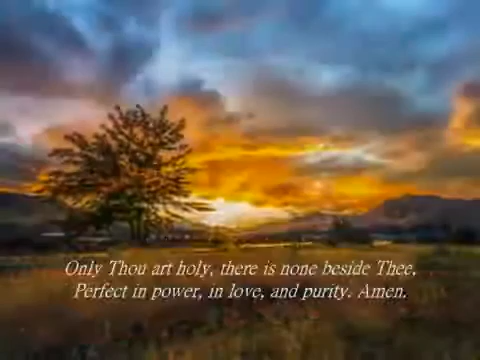 Only Thou art holy, there is none beside Thee,
Perfect in power, in love, and purity. Amen.